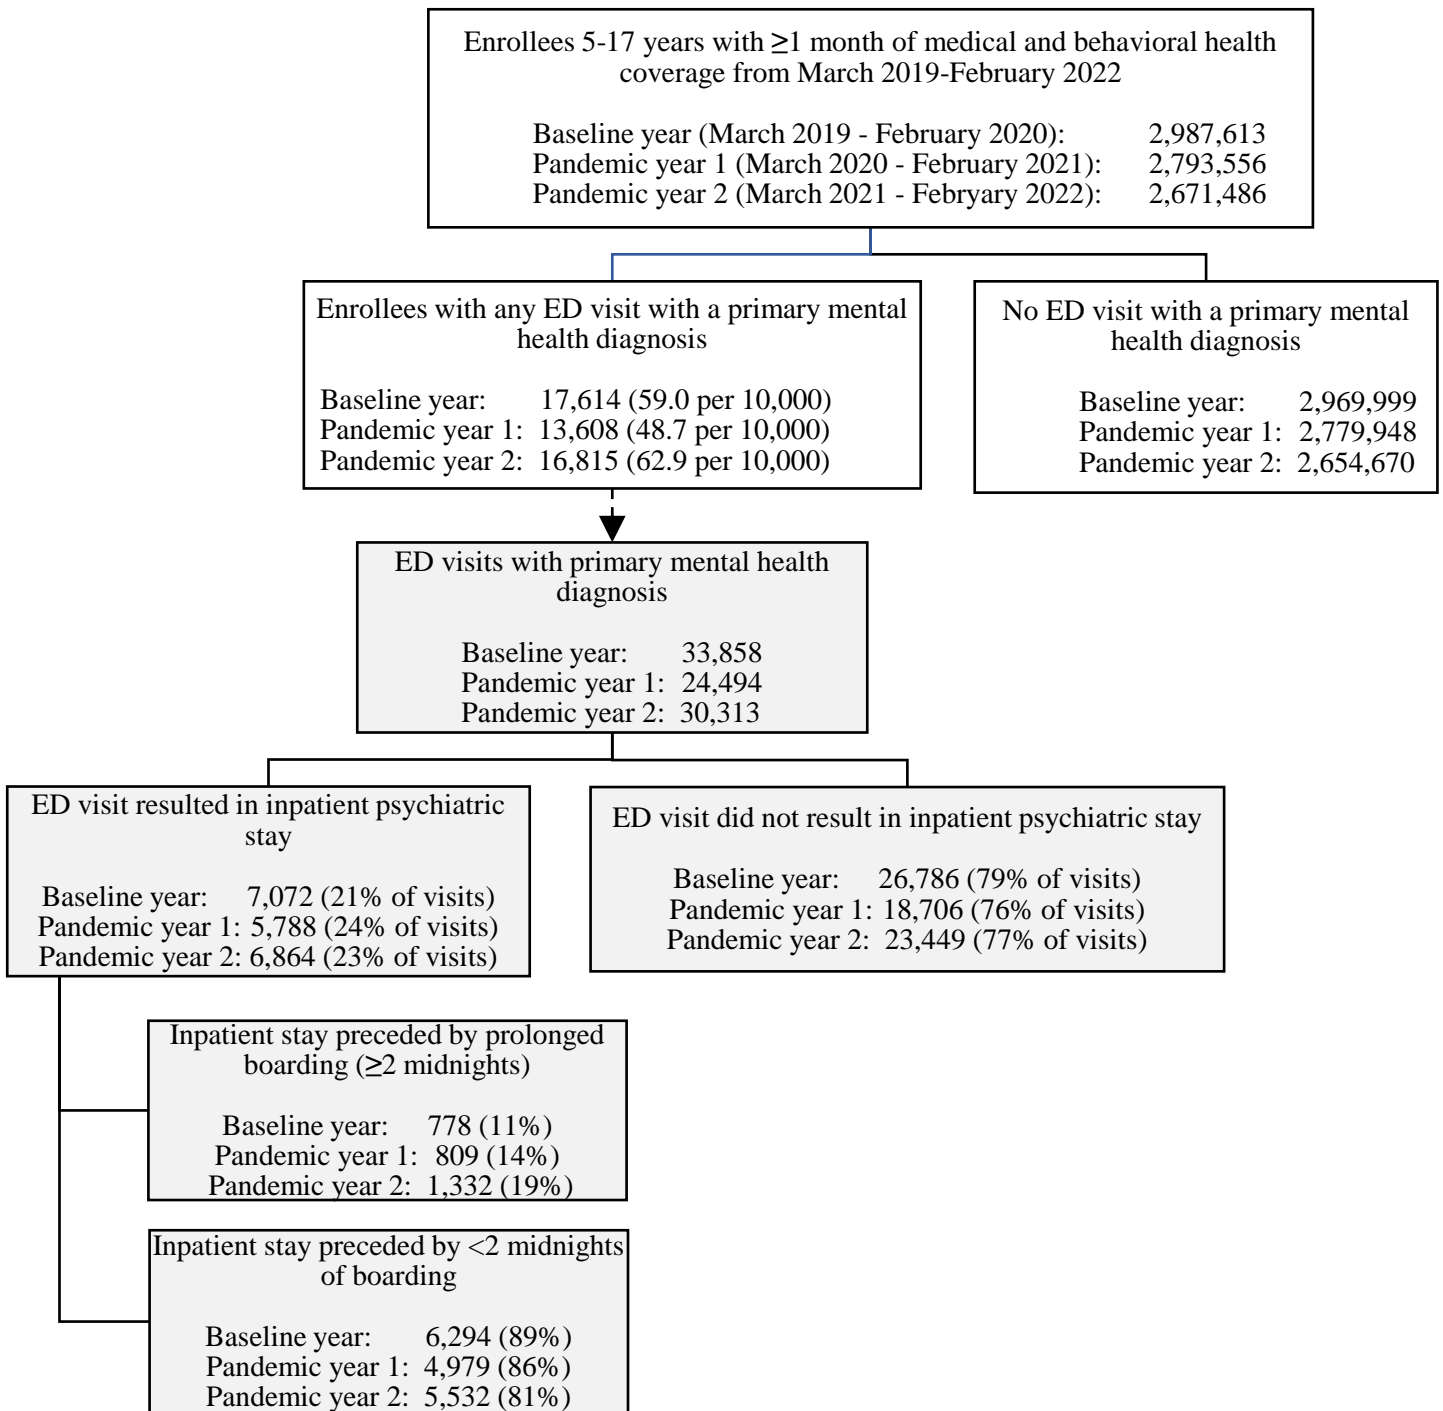 Enrollees 5-17 years with ≥1 month of medical and behavioral health
coverage from March 2019-February 2022
Baseline year (March 2019 - February 2020): 2,987,613
Pandemic year 1 (March 2020 - February 2021): 2,793,556
Pandemic year 2 (March 2021 - Febryary 2022): 2,671,486
Enrollees with any ED visit with a primary mental
health diagnosis
Baseline year: 17,614 (59.0 per 10,000)
Pandemic year 1: 13,608 (48.7 per 10,000)
Pandemic year 2: 16,815 (62.9 per 10,000)
No ED visit with a primary mental
health diagnosis
Baseline year: 2,969,999
Pandemic year 1: 2,779,948
Pandemic year 2: 2,654,670
ED visits with primary mental health
diagnosis
Baseline year: 33,858
Pandemic year 1: 24,494
Pandemic year 2: 30,313
ED visit resulted in inpatient psychiatric
stay
Baseline year: 7,072 (21% of visits)
Pandemic year 1: 5,788 (24% of visits)
Pandemic year 2: 6,864 (23% of visits)
ED visit did not result in inpatient psychiatric stay
Baseline year: 26,786 (79% of visits)
Pandemic year 1: 18,706 (76% of visits)
Pandemic year 2: 23,449 (77% of visits)
Inpatient stay preceded by prolonged
boarding (≥2 midnights)
Baseline year: 778 (11%)
Pandemic year 1: 809 (14%)
Pandemic year 2: 1,332 (19%)
Inpatient stay preceded by <2 midnights
of boarding
Baseline year: 6,294 (89%)
Pandemic year 1: 4,979 (86%)
Pandemic year 2: 5,532 (81%)